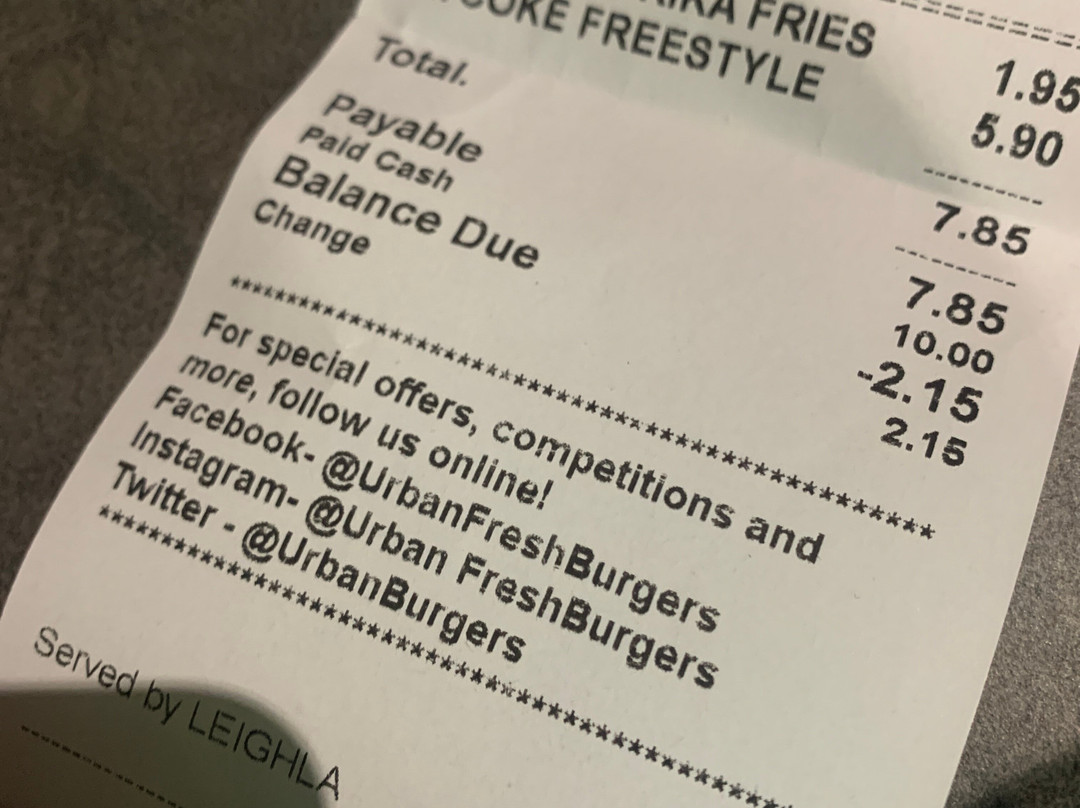 FRIES 1.95
COKE FREESTYLE 5.90
Total. 7.85
Payable 7.85
Paid Cash 10.00
Balance Due -2.15
Change 2.15
For special offers, competitions and
more, follow us online!
Facebook- @UrbanFreshBurgers
Instagram- @Urban FreshBurgers
Twitter - @UrbanBurgers
Served by LEIGHLA